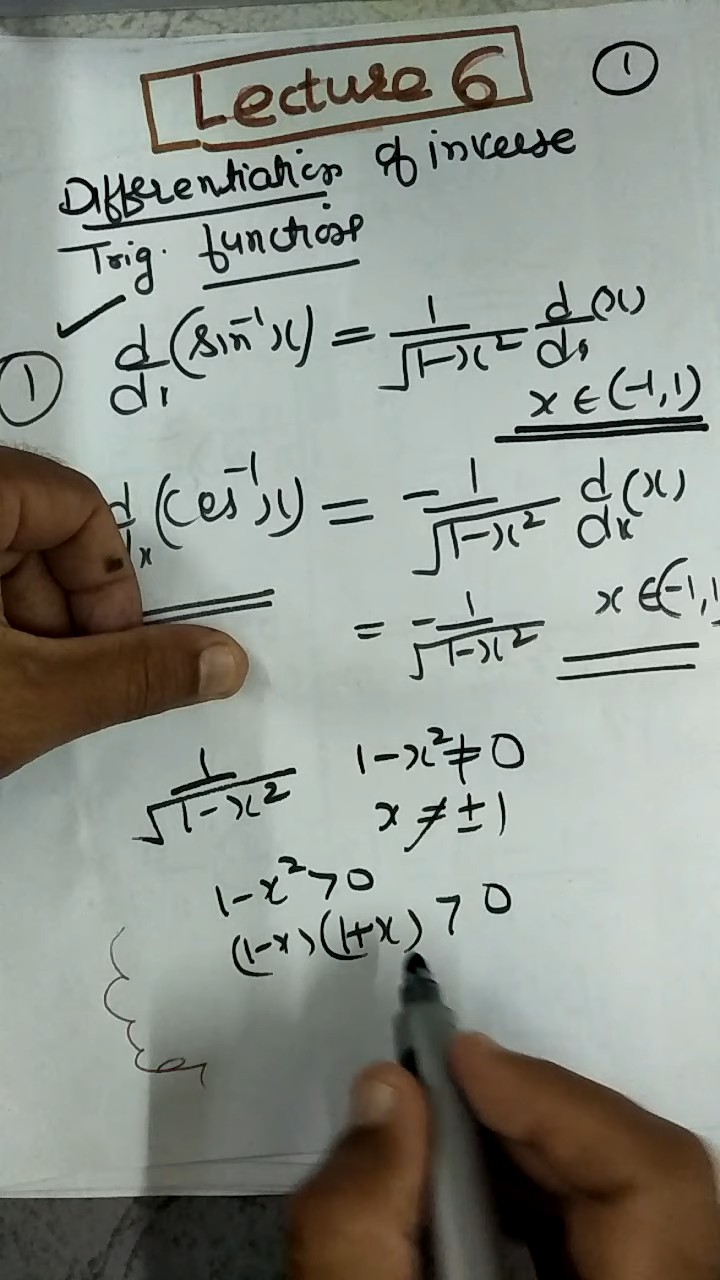 Lecture 6 ①
Differentiation of inverse
Trig. function
① d/dx (sin⁻¹x) = 1/√(1-x²) d/dx (x)
x ∈ (-1,1)
d/dx (cos⁻¹x) = -1/√(1-x²) d/dx (x)
= -1/√(1-x²) x ∈ (-1,1
1/√(1-x²) 1-x² ≠ 0
x ≠ ±1
1-x² > 0
(1-x)(1+x) > 0